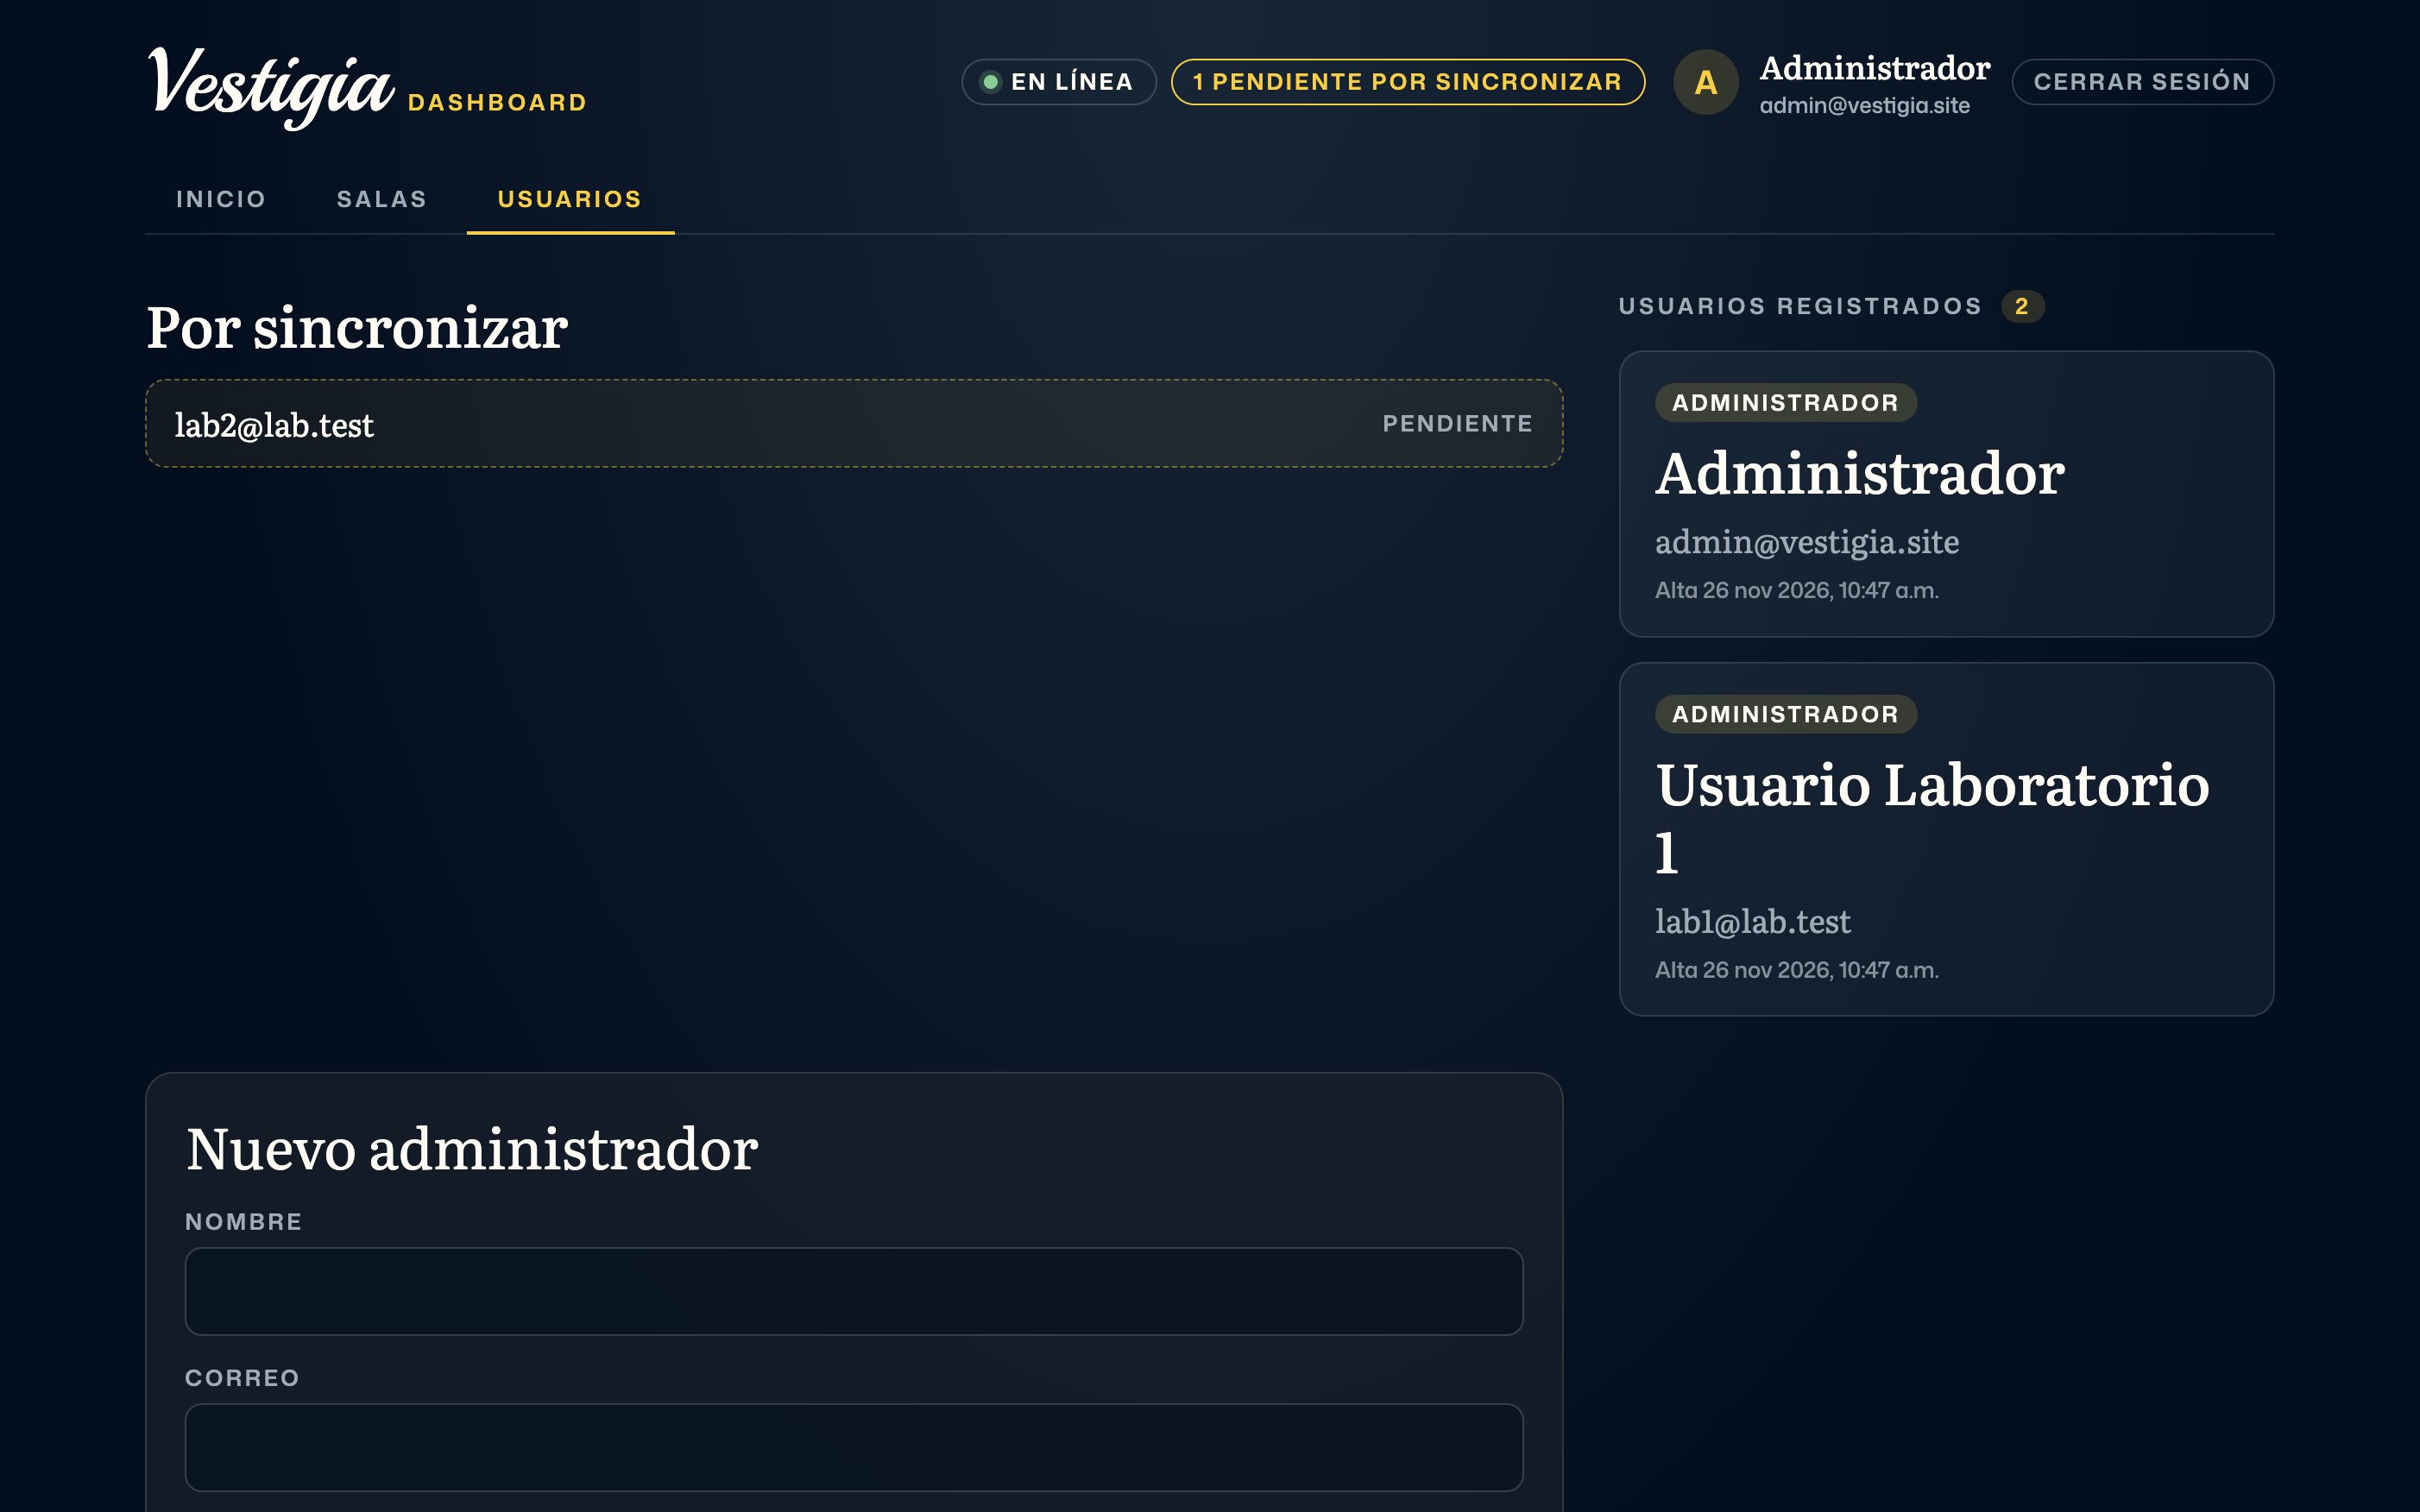 Vestigia DASHBOARD
EN LÍNEA
1 PENDIENTE POR SINCRONIZAR
A
Administrador
admin@vestigia.site
CERRAR SESIÓN
INICIO
SALAS
USUARIOS
Por sincronizar
lab2@lab.test
PENDIENTE
USUARIOS REGISTRADOS 2
ADMINISTRADOR
Administrador
admin@vestigia.site
Alta 26 nov 2026, 10:47 a.m.
ADMINISTRADOR
Usuario Laboratorio
1
lab1@lab.test
Alta 26 nov 2026, 10:47 a.m.
Nuevo administrador
NOMBRE
CORREO